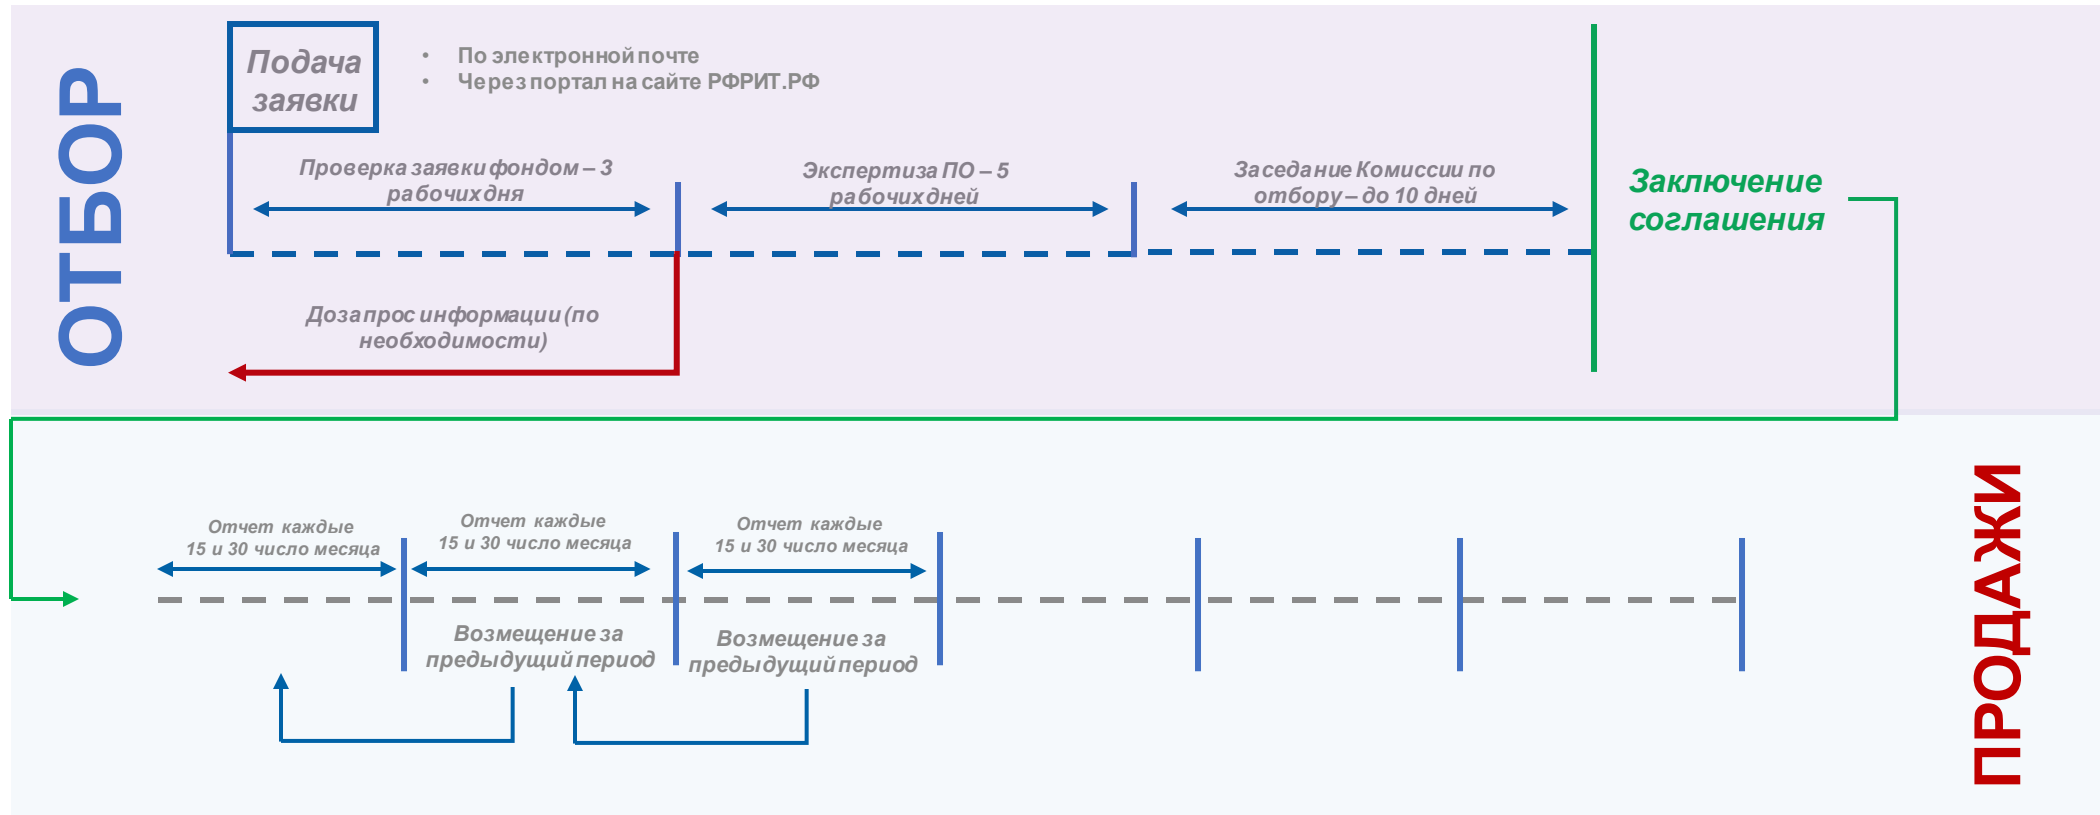 ОТБОР
Подача
заявки
• По электронной почте
• Через портал на сайте РФРИТ.РФ
Проверка заявки фондом – 3
рабочих дня
Экспертиза ПО – 5
рабочих дней
Заседание Комиссии по
отбору – до 10 дней
Заключение
соглашения
Дозапрос информации (по
необходимости)
ПРОДАЖИ
Отчет каждые
15 и 30 число месяца
Отчет каждые
15 и 30 число месяца
Отчет каждые
15 и 30 число месяца
Возмещение за
предыдущий период
Возмещение за
предыдущий период